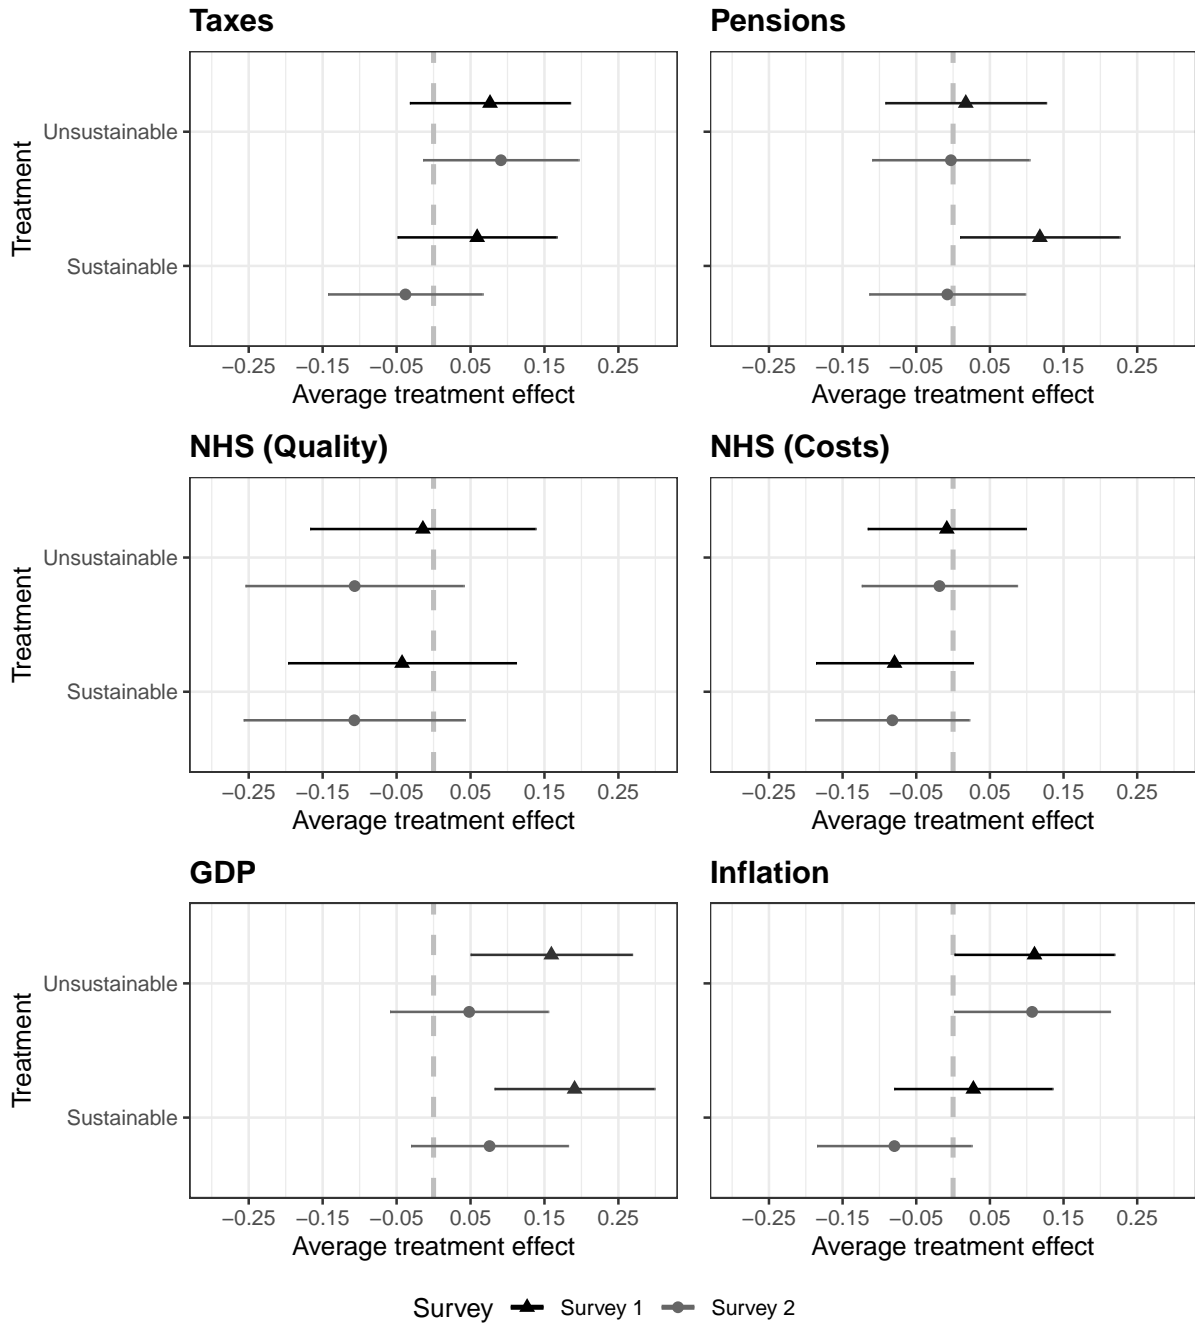 Taxes
Pensions
Treatment
Unsustainable
Sustainable
−0.25 −0.15 −0.05 0.05 0.15 0.25
−0.25 −0.15 −0.05 0.05 0.15 0.25
Average treatment effect
Average treatment effect
NHS (Quality)
NHS (Costs)
Treatment
Unsustainable
Sustainable
−0.25 −0.15 −0.05 0.05 0.15 0.25
−0.25 −0.15 −0.05 0.05 0.15 0.25
Average treatment effect
Average treatment effect
GDP
Inflation
Treatment
Unsustainable
Sustainable
−0.25 −0.15 −0.05 0.05 0.15 0.25
−0.25 −0.15 −0.05 0.05 0.15 0.25
Average treatment effect
Average treatment effect
Survey Survey 1 Survey 2